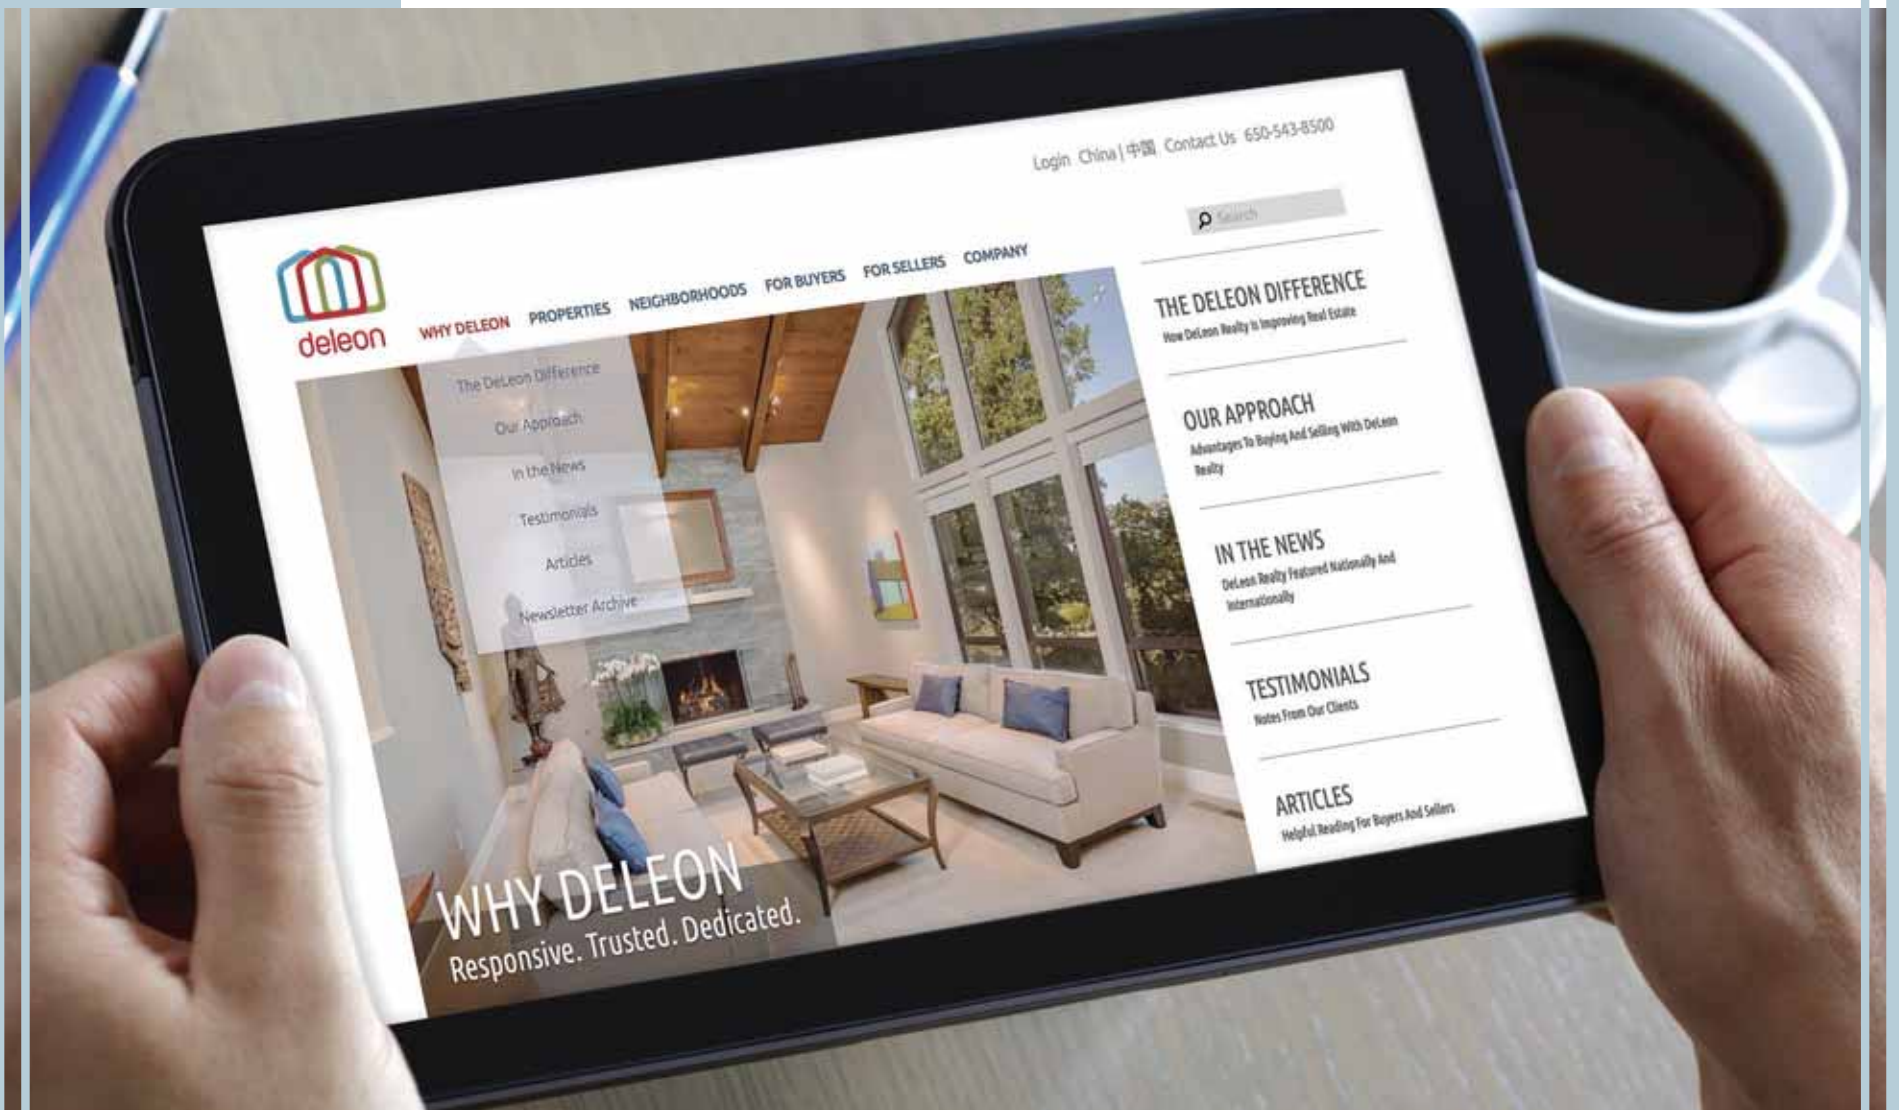 Login China | 中国 Contact Us 650-543-8500
Search
deleon
WHY DELEON PROPERTIES NEIGHBORHOODS FOR BUYERS FOR SELLERS COMPANY
The DeLeon Difference
Our Approach
In the News
Testimonials
Articles
Newsletter Archive
WHY DELEON
Responsive. Trusted. Dedicated.
THE DELEON DIFFERENCE
How DeLeon Realty Is Improving Real Estate
OUR APPROACH
Advantages To Buying And Selling With DeLeon
Realty
IN THE NEWS
DeLeon Realty Featured Nationally And
Internationally
TESTIMONIALS
Notes From Our Clients
ARTICLES
Helpful Reading For Buyers And Sellers